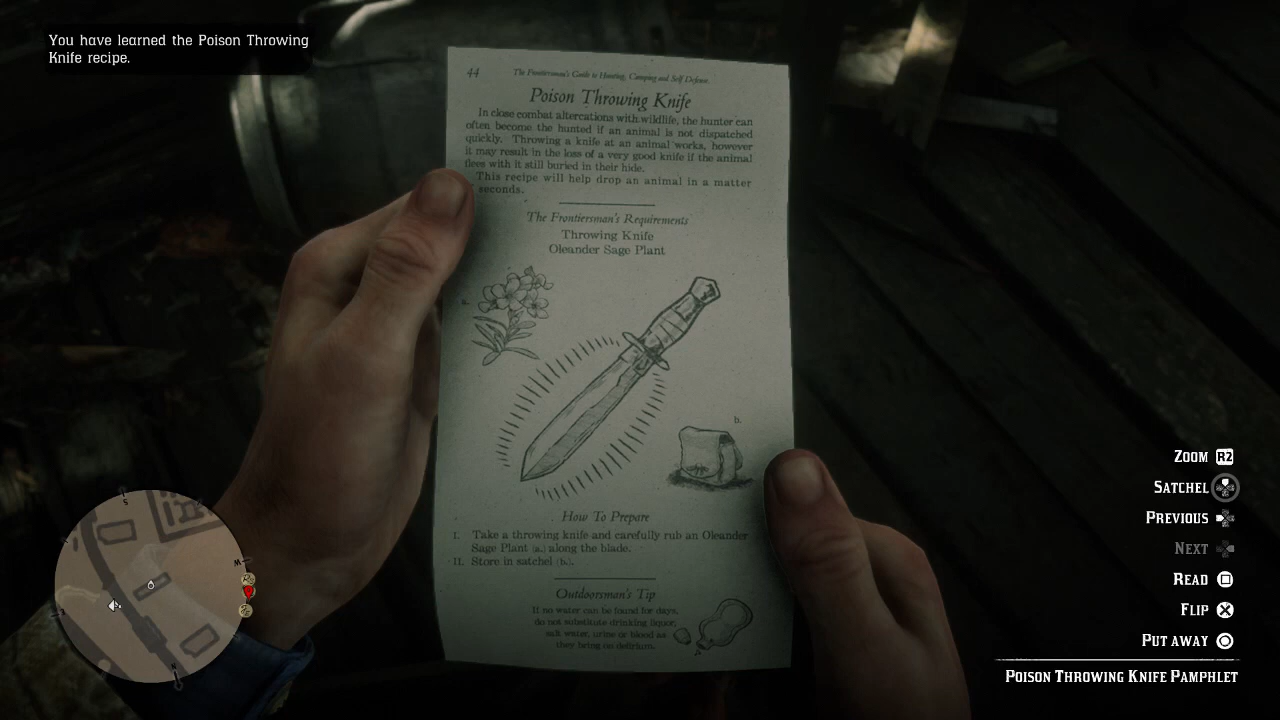 You have learned the Poison Throwing
Knife recipe.
44
The Frontiersman's Guide to Hunting, Camping and Self Defense
Poison Throwing Knife
In close combat altercations with wildlife, the hunter can
often become the hunted if an animal is not dispatched
quickly. Throwing a knife at an animal works, however
it may result in the loss of a very good knife if the animal
flees with it still buried in their hide.
This recipe will help drop an animal in a matter
seconds.
The Frontiersman's Requirements
Throwing Knife
Oleander Sage Plant
a.
b.
How To Prepare
I. Take a throwing knife and carefully rub an Oleander
Sage Plant (a.) along the blade.
II. Store in satchel (b.).
Outdoorsman's Tip
If no water can be found for days,
do not substitute drinking liquor,
salt water, urine or blood as
they bring on delirium.
S
N
ZOOM R2
SATCHEL
PREVIOUS
NEXT
READ
FLIP
PUT AWAY
POISON THROWING KNIFE PAMPHLET